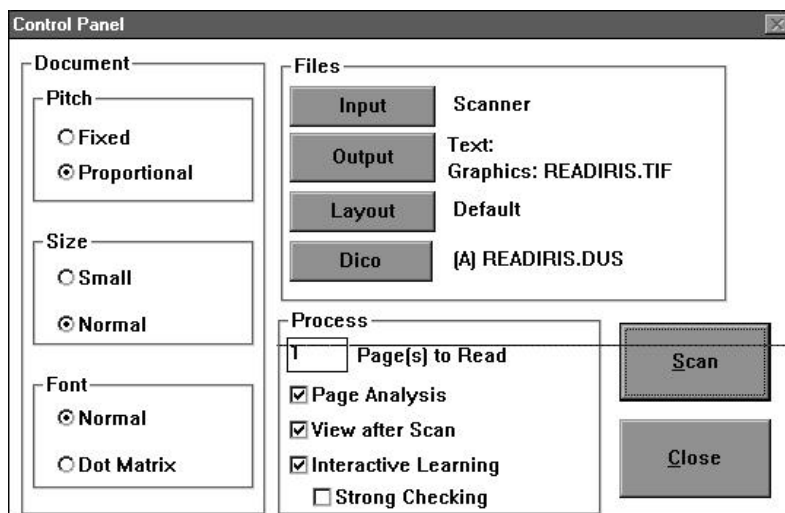 Control Panel
Document
Pitch
Fixed
Proportional
Size
Small
Normal
Font
Normal
Dot Matrix
Files
Input Scanner
Output Text:
Graphics: READIRIS.TIF
Layout Default
Dico (A) READIRIS.DUS
Process
1 Page(s) to Read
Page Analysis
View after Scan
Interactive Learning
Strong Checking
Scan
Close